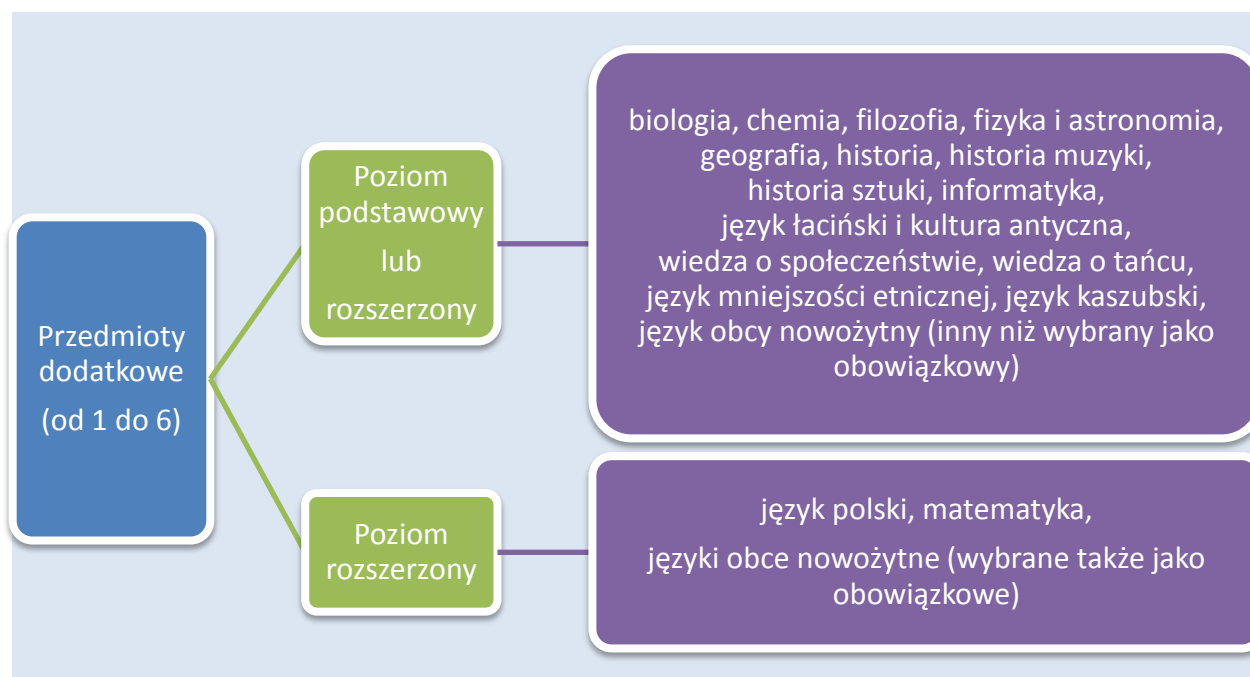 Przedmioty
dodatkowe
(od 1 do 6)
Poziom
podstawowy
lub
rozszerzony
biologia, chemia, filozofia, fizyka i astronomia,
geografia, historia, historia muzyki,
historia sztuki, informatyka,
język łaciński i kultura antyczna,
wiedza o społeczeństwie, wiedza o tańcu,
język mniejszości etnicznej, język kaszubski,
język obcy nowożytny (inny niż wybrany jako
obowiązkowy)
Poziom
rozszerzony
język polski, matematyka,
języki obce nowożytne (wybrane także jako
obowiązkowe)